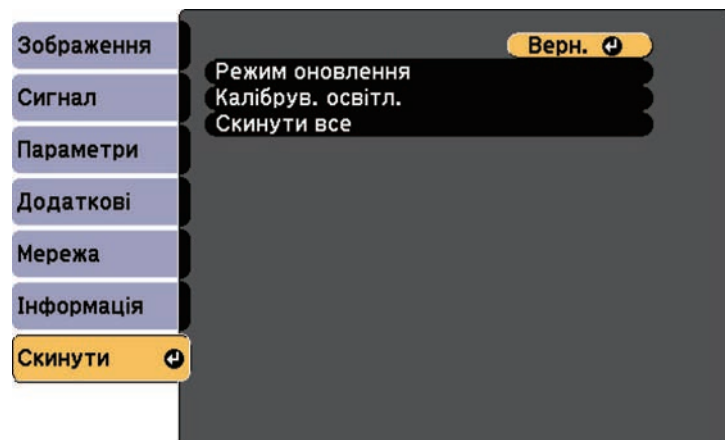 Зображення
Сигнал
Параметри
Додаткові
Мережа
Інформація
Скинути
Верн.
Режим оновлення
Калібрув. освітл.
Скинути все